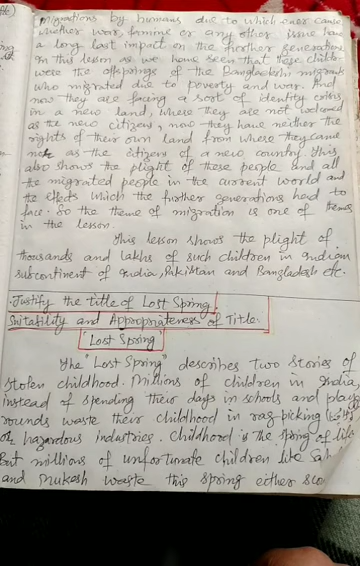 Migrations by humans due to which ever cause
whether war, famine or any other issue have
a long last impact on the further generations.
In this lesson as we have seen that these children
were the offsprings of the Bangladeshi migrants
who migrated due to poverty and war. And
now they are facing a sort of identity crisis
in a new land, where they are not welcomed
as the new citizens, now they have neither the
rights of their own land from where they came
as the citizens of a new country. This
also shows the plight of these people and all
the migrated people in the current world and
the effects which the further generations head to
face. So the theme of migration is one of themes
in the lesson.
This lesson shows the plight of
thousands and lakhs of such children in Indian
subcontinent of India, Pakistan and Bangladesh etc.
Justify the title of Lost Spring
Suitability and Appropriateness of Title.
"Lost Spring"
The "Lost Spring" describes Two Stories of
stolen childhood. Millions of children in India,
instead of spending their days in schools and play
rounds waste their childhood in rag-picking
or hazardous industries. Childhood is the spring of life
But millions of unfortunate children like
and Mukesh waste this spring either